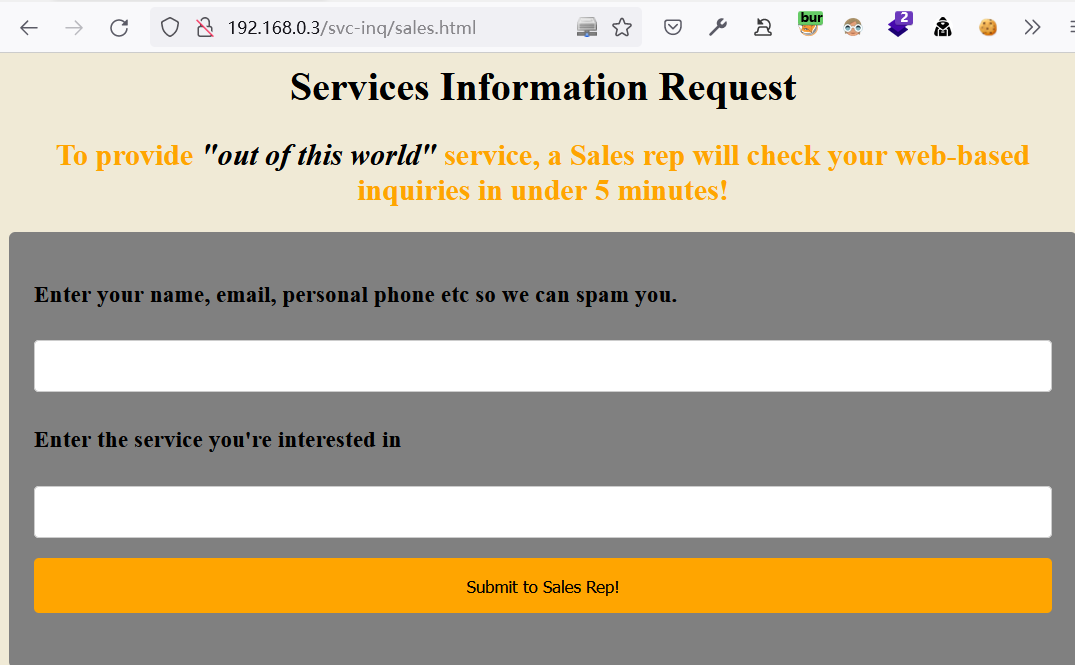 192.168.0.3/svc-inq/sales.html
bur
2
Services Information Request
To provide "out of this world" service, a Sales rep will check your web-based
inquiries in under 5 minutes!
Enter your name, email, personal phone etc so we can spam you.
Enter the service you're interested in
Submit to Sales Rep!